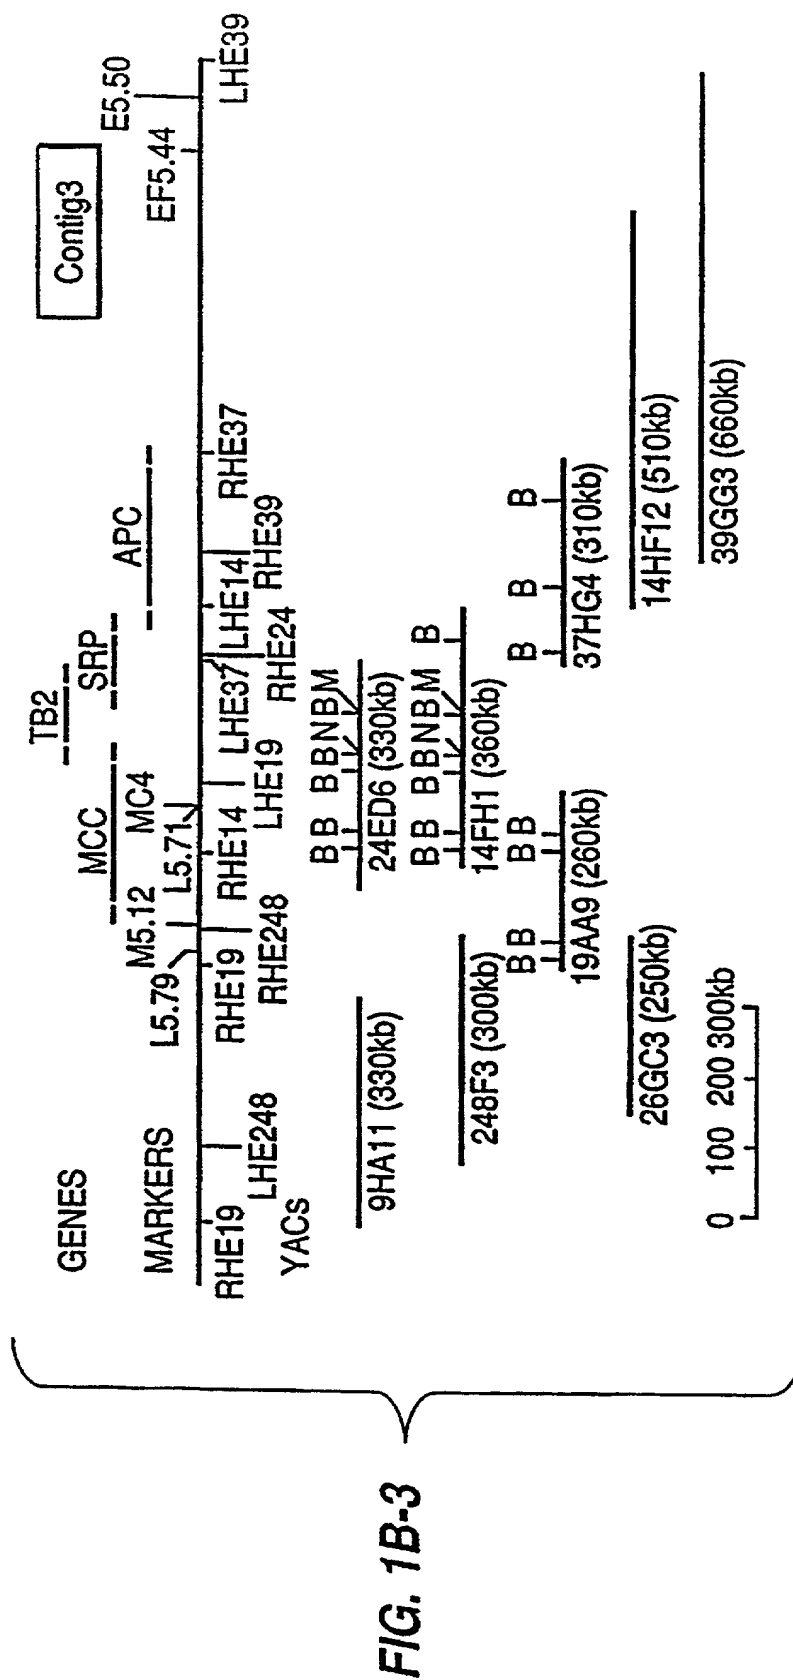 FIG. 1B-3
Contig3
GENES
TB2
MCC
SRP
APC
MARKERS
L5.79
M5.12
L5.71
MC4
EF5.44
E5.50
RHE19
LHE248
RHE19
RHE248
RHE14
LHE19
LHE37
RHE24
LHE14
RHE39
RHE37
LHE39
YACs
9HA11 (330kb)
B B B BNBM
24ED6 (330kb)
248F3 (300kb)
B B B BNBM B
14FH1 (360kb)
B B B B
19AA9 (260kb)
B B B
37HG4 (310kb)
26GC3 (250kb)
14HF12 (510kb)
39GG3 (660kb)
0 100 200 300kb